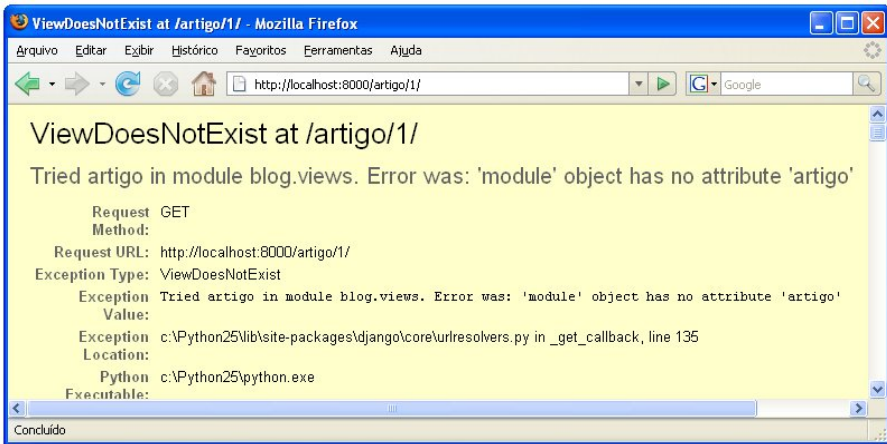 ViewDoesNotExist at /artigo/1/ - Mozilla Firefox
Arquivo Editar Exibir Histórico Favoritos Ferramentas Ajuda
http://localhost:8000/artigo/1/ G Google
ViewDoesNotExist at /artigo/1/
Tried artigo in module blog.views. Error was: 'module' object has no attribute 'artigo'
Request Method: GET
Request URL: http://localhost:8000/artigo/1/
Exception Type: ViewDoesNotExist
Exception Value: Tried artigo in module blog.views. Error was: 'module' object has no attribute 'artigo'
Exception Location: c:\Python25\lib\site-packages\django\core\urlresolvers.py in _get_callback, line 135
Python Executable: c:\Python25\python.exe
Concluído